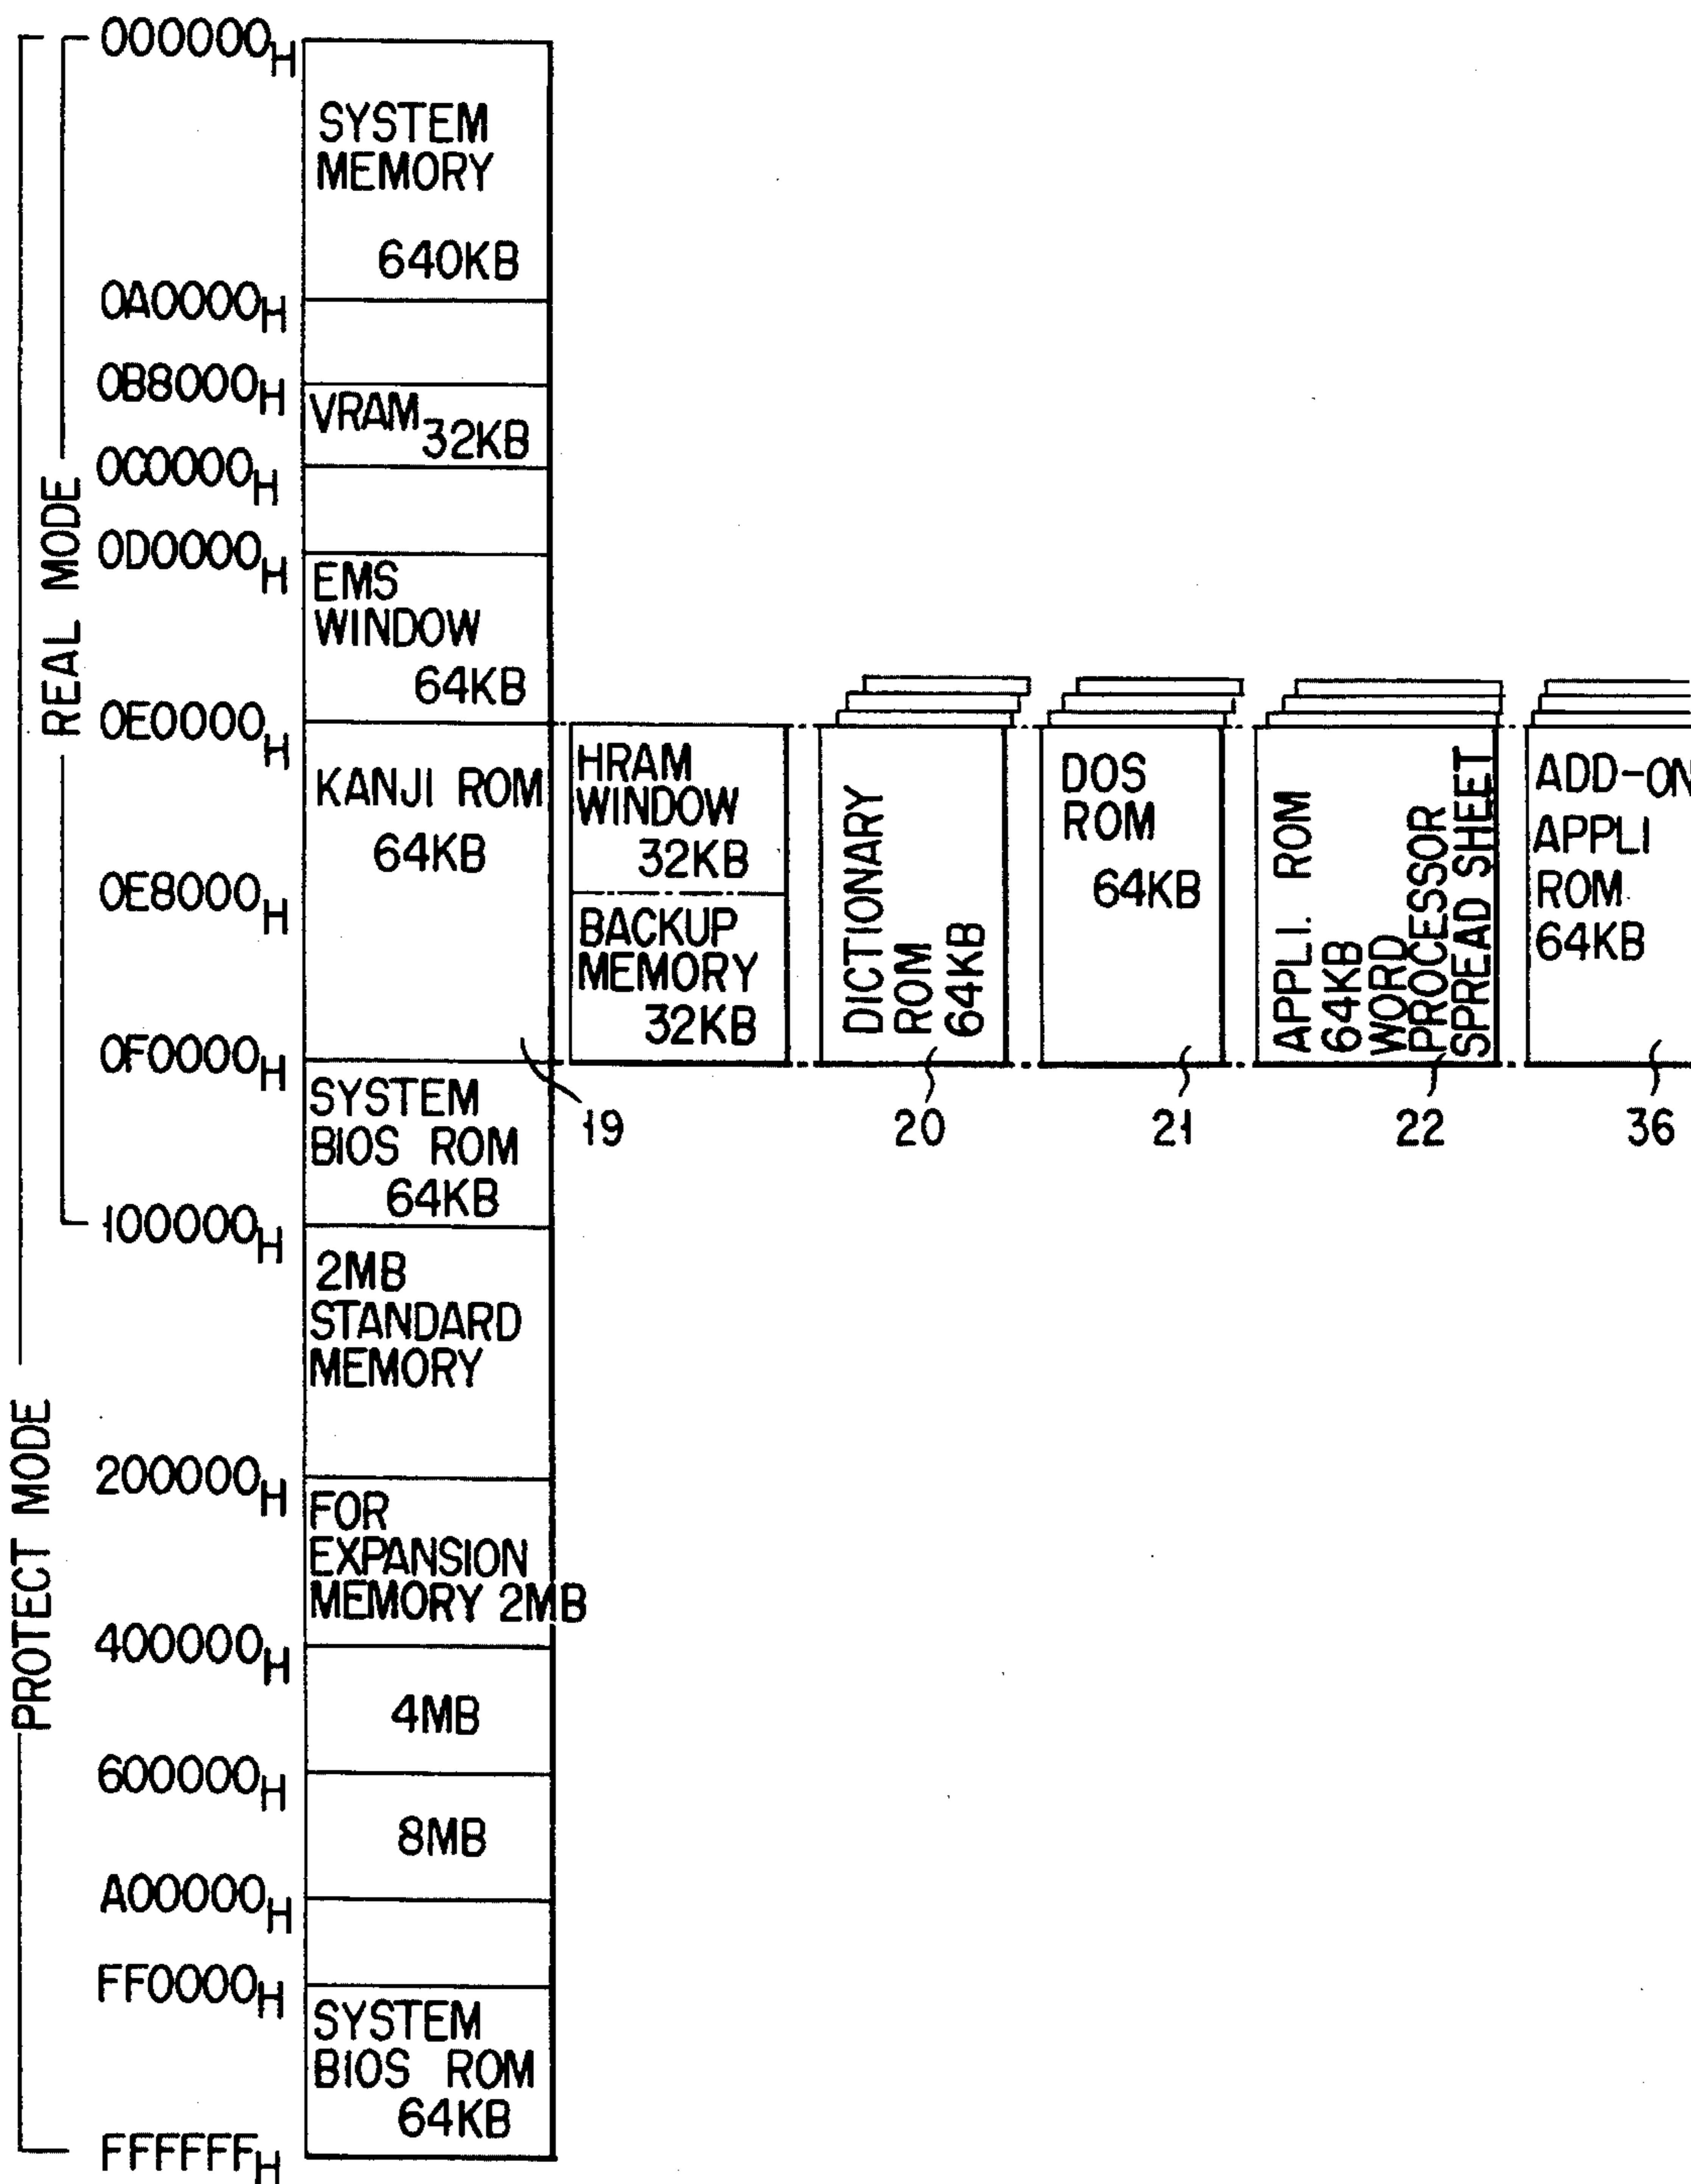 000000H
SYSTEM
MEMORY
640KB
0A0000H
0B8000H
VRAM 32KB
0C0000H
0D0000H
EMS
WINDOW
64KB
0E0000H
KANJI ROM
64KB
0E8000H
0F0000H
SYSTEM
BIOS ROM
64KB
100000H
2MB
STANDARD
MEMORY
200000H
FOR
EXPANSION
MEMORY 2MB
400000H
4MB
600000H
8MB
A00000H
FF0000H
SYSTEM
BIOS ROM
64KB
FFFFFFH
REAL MODE
PROTECT MODE
HRAM
WINDOW
32KB
BACKUP
MEMORY
32KB
19
DICTIONARY
ROM
64KB
20
DOS
ROM
64KB
21
APPLI. ROM
64KB
WORD
PROCESSOR
SPREAD SHEET
22
ADD-ON
APPLI
ROM
64KB
36